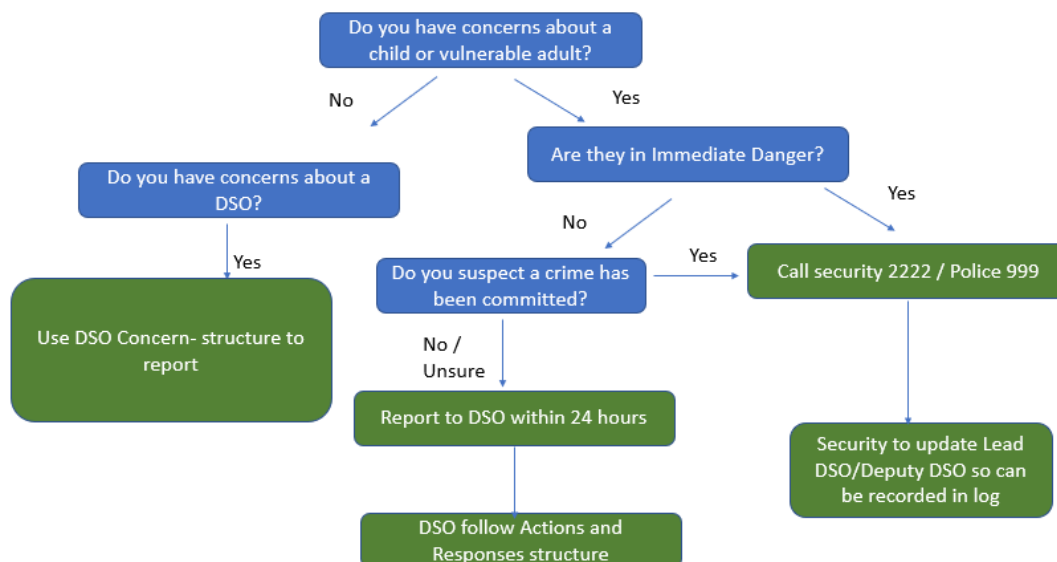 Do you have concerns about a
child or vulnerable adult?
No
Yes
Are they in Immediate Danger?
Do you have concerns about a
DSO?
Yes
No
Yes
Do you suspect a crime has
been committed?
Yes
Call security 2222 / Police 999
Use DSO Concern- structure to
report
No /
Unsure
Report to DSO within 24 hours
Security to update Lead
DSO/Deputy DSO so can
be recorded in log
DSO follow Actions and
Responses structure